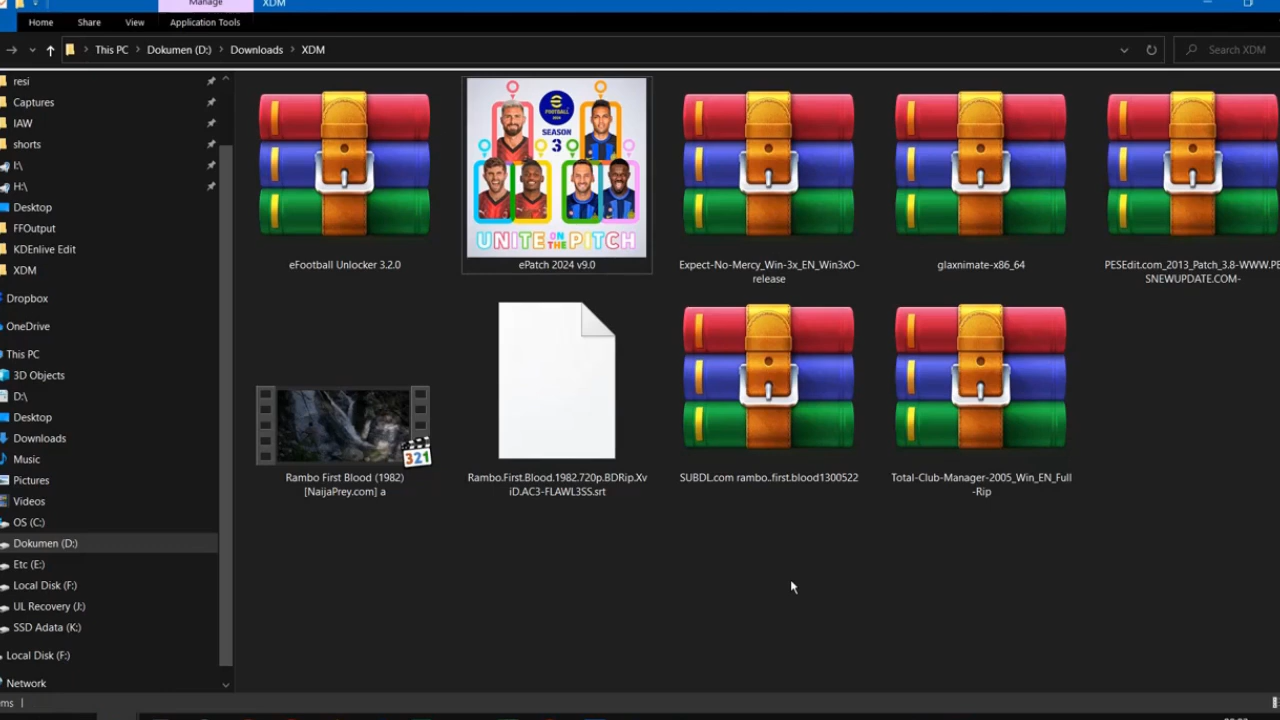 Manage
XDM
Home
Share
View
Application Tools
This PC
Dokumen (D:)
Downloads
XDM
Search XDM
resi
Captures
IAW
shorts
I:\
H:\
Desktop
FFOutput
KDEnlive Edit
XDM
Dropbox
OneDrive
This PC
3D Objects
D:\
Desktop
Downloads
Music
Pictures
Videos
OS (C:)
Dokumen (D:)
Etc (E:)
Local Disk (F:)
UL Recovery (J:)
SSD Adata (K:)
Local Disk (F:)
Network
ems
eFootball Unlocker 3.2.0
SEASON
3
UNITE ON THE PITCH
ePatch 2024 v9.0
Expect-No-Mercy_Win-3x_EN_Win3xO-
release
glaxnimate-x86_64
PESEdit.com_2013_Patch_3.8-WWW.PE
SNEWUPDATE.COM-
321
Rambo First Blood (1982)
[NaijaPrey.com] a
Rambo.First.Blood.1982.720p.BDRip.Xv
iD.AC3-FLAWL3SS.srt
SUBDL.com rambo..first.blood1300522
Total-Club-Manager-2005_Win_EN_Full
-Rip